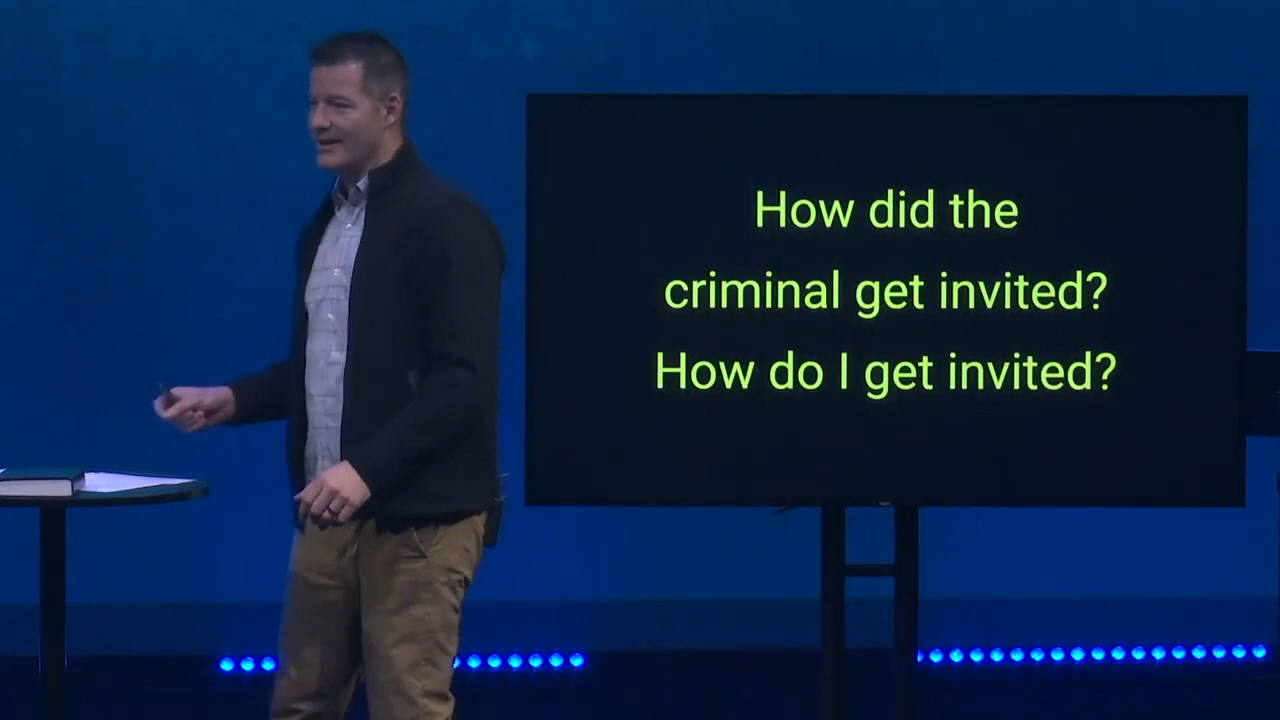 How did the
criminal get invited?
How do I get invited?